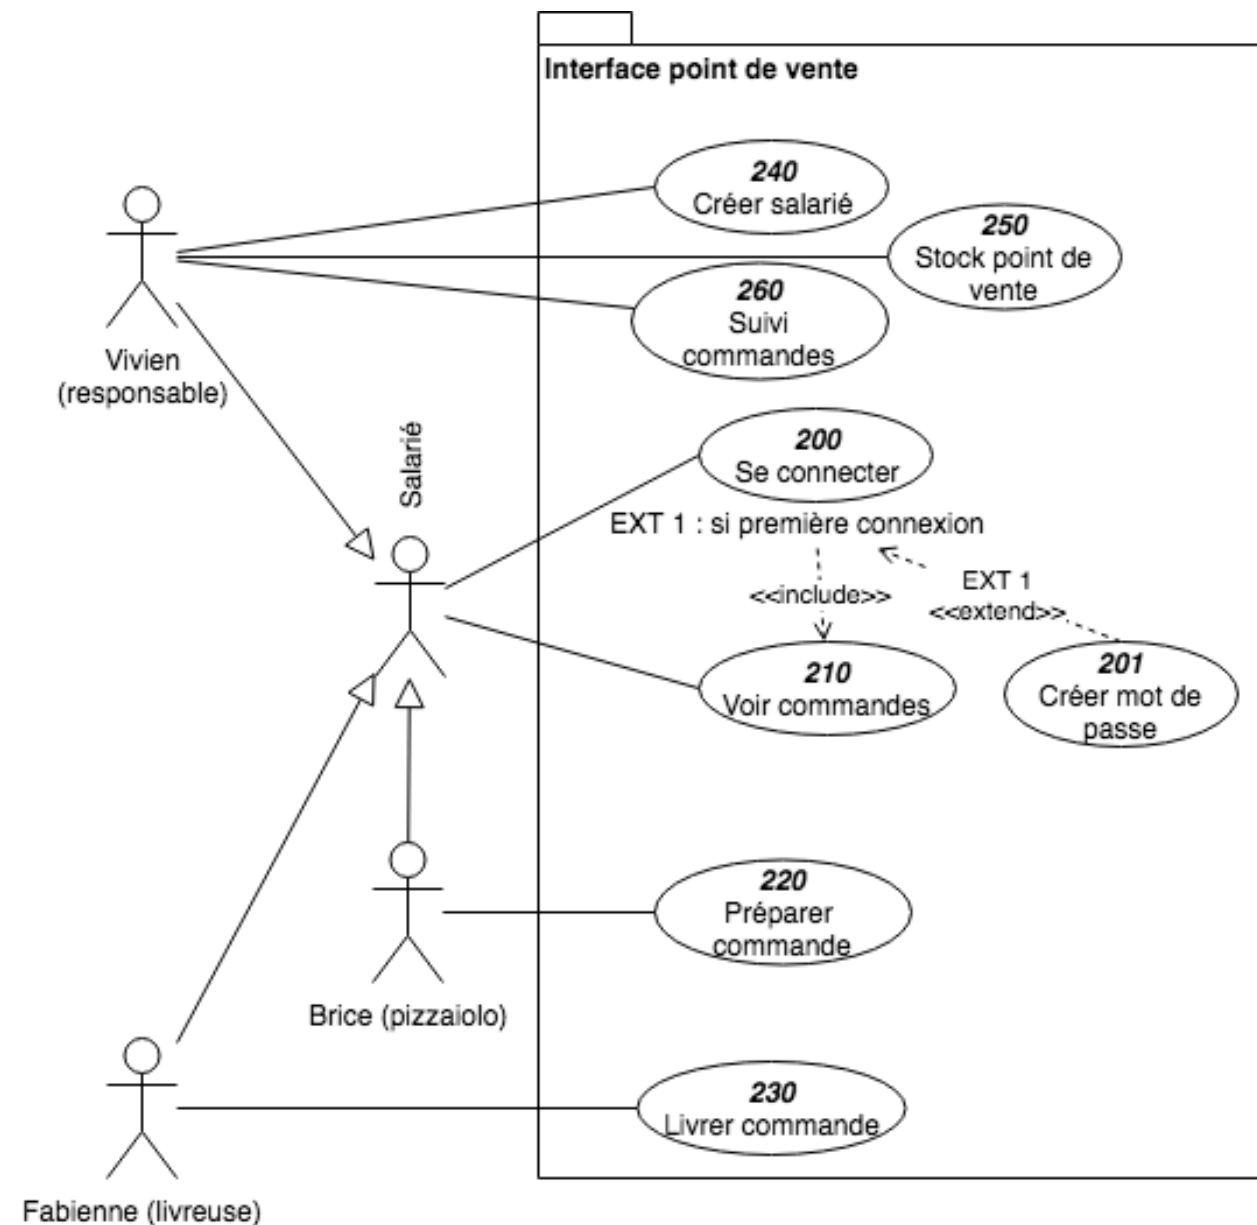 Interface point de vente
240
Créer salarié
250
Stock point de
vente
260
Suivi
commandes
Vivien
(responsable)
Salarié
200
Se connecter
EXT 1 : si première connexion
<<include>>
EXT 1
<<extend>>
210
Voir commandes
201
Créer mot de
passe
220
Préparer
commande
Brice (pizzaiolo)
230
Livrer commande
Fabienne (livreuse)